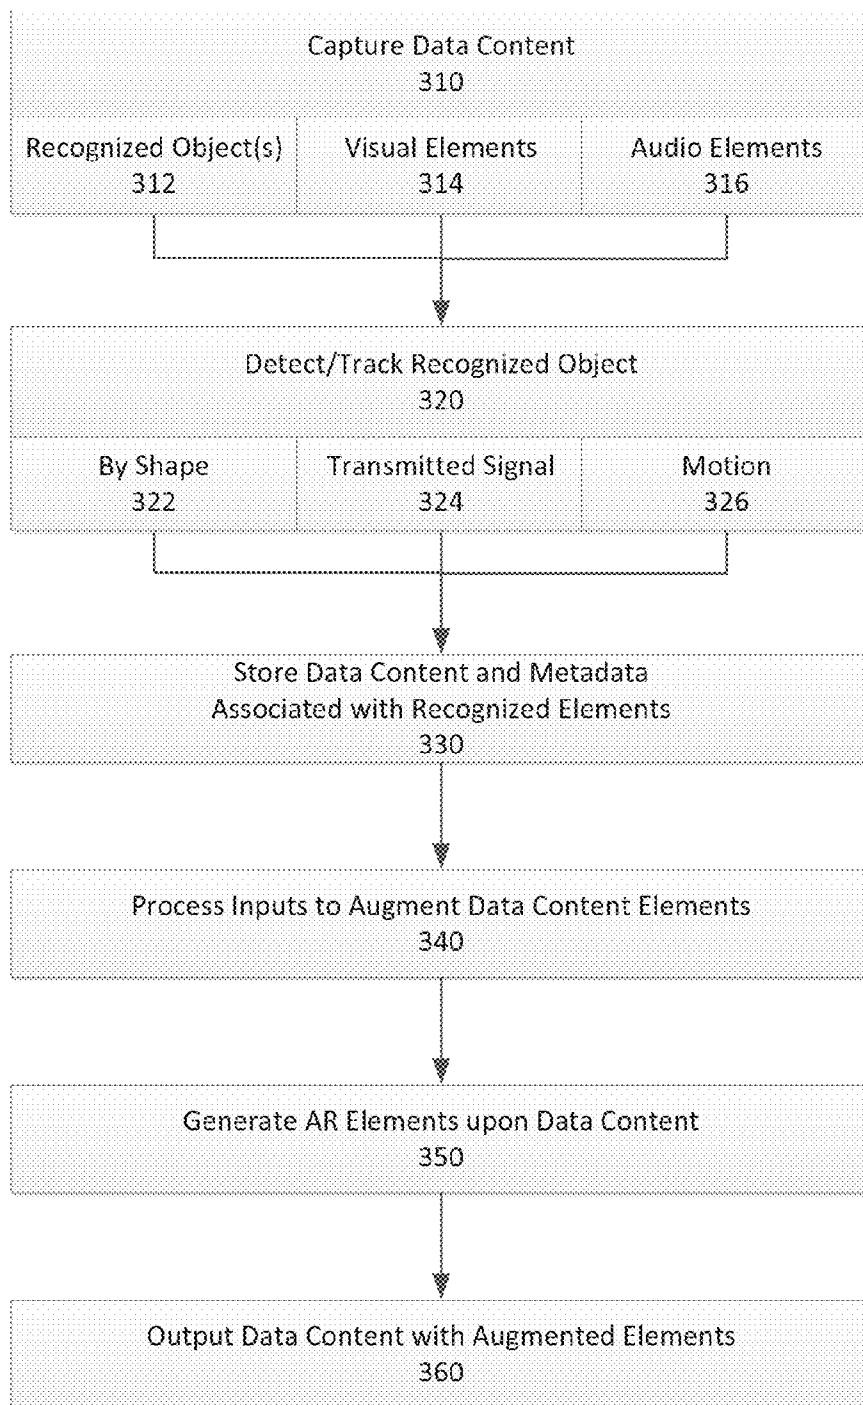 Capture Data Content
310
Recognized Object(s) Visual Elements Audio Elements
312 314 316
Detect/Track Recognized Object
320
By Shape Transmitted Signal Motion
322 324 326
Store Data Content and Metadata
Associated with Recognized Elements
330
Process Inputs to Augment Data Content Elements
340
Generate AR Elements upon Data Content
350
Output Data Content with Augmented Elements
360